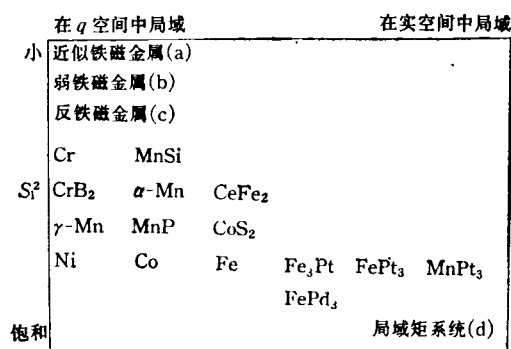 在 q 空间中局域 在实空间中局域
小 近似铁磁金属(a)
弱铁磁金属(b)
反铁磁金属(c)
Cr MnSi
S₁² CrB₂ α-Mn CeFe₂
γ-Mn MnP CoS₂
Ni Co Fe Fe₃Pt FePt₃ MnPt₃
FePd₃
饱和 局域矩系统(d)